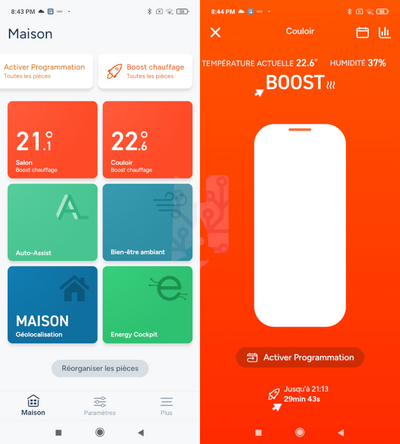 8:43 PM
Maison
Activer Programmation
Toutes les pièces
Boost chauffage
Toutes les pièces
21.1°
Salon
Boost chauffage
22.6°
Couloir
Boost chauffage
Auto-Assist
Bien-être ambiant
MAISON
Géolocalisation
Energy Cockpit
Réorganiser les pièces
Maison
Paramètres
Plus
8:44 PM
Couloir
TEMPÉRATURE ACTUELLE 22.6°
HUMIDITÉ 37%
BOOST
Activer Programmation
Jusqu'à 21:13
29min 43s